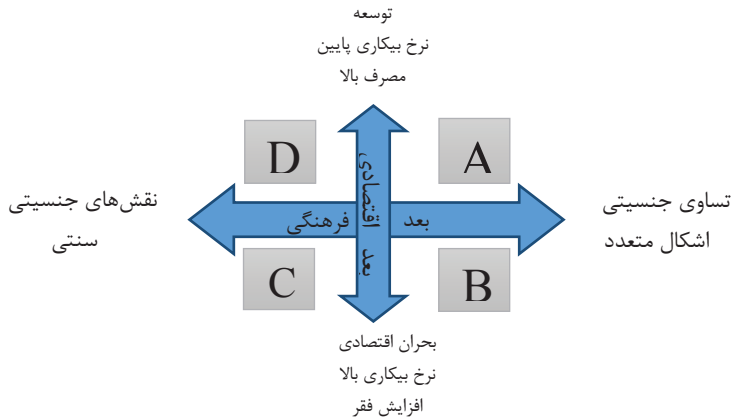 توسعه
نرخ بیکاری پایین
مصرف بالا
D
A
نقش‌های جنسیتی
سنتی
بعد اقتصادی
بعد فرهنگی
تساوی جنسیتی
اشکال متعدد
C
B
بحران اقتصادی
نرخ بیکاری بالا
افزایش فقر